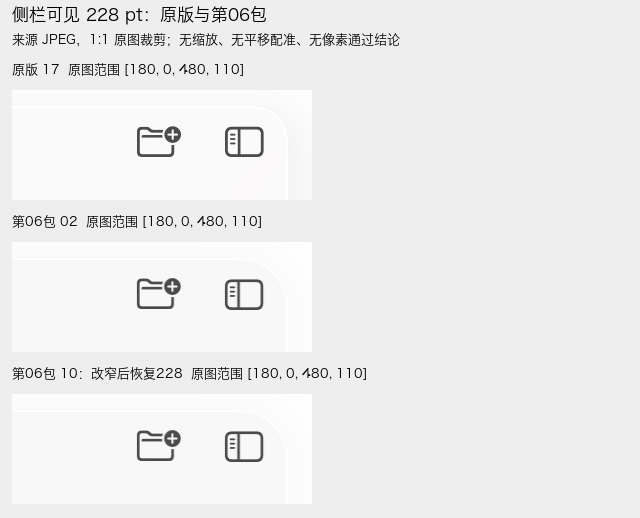 侧栏可见 228 pt：原版与第06包
来源 JPEG，1:1 原图裁剪；无缩放、无平移配准、无像素通过结论
原版 17  原图范围 [180, 0, 480, 110]
第06包 02  原图范围 [180, 0, 480, 110]
第06包 10：改窄后恢复228  原图范围 [180, 0, 480, 110]